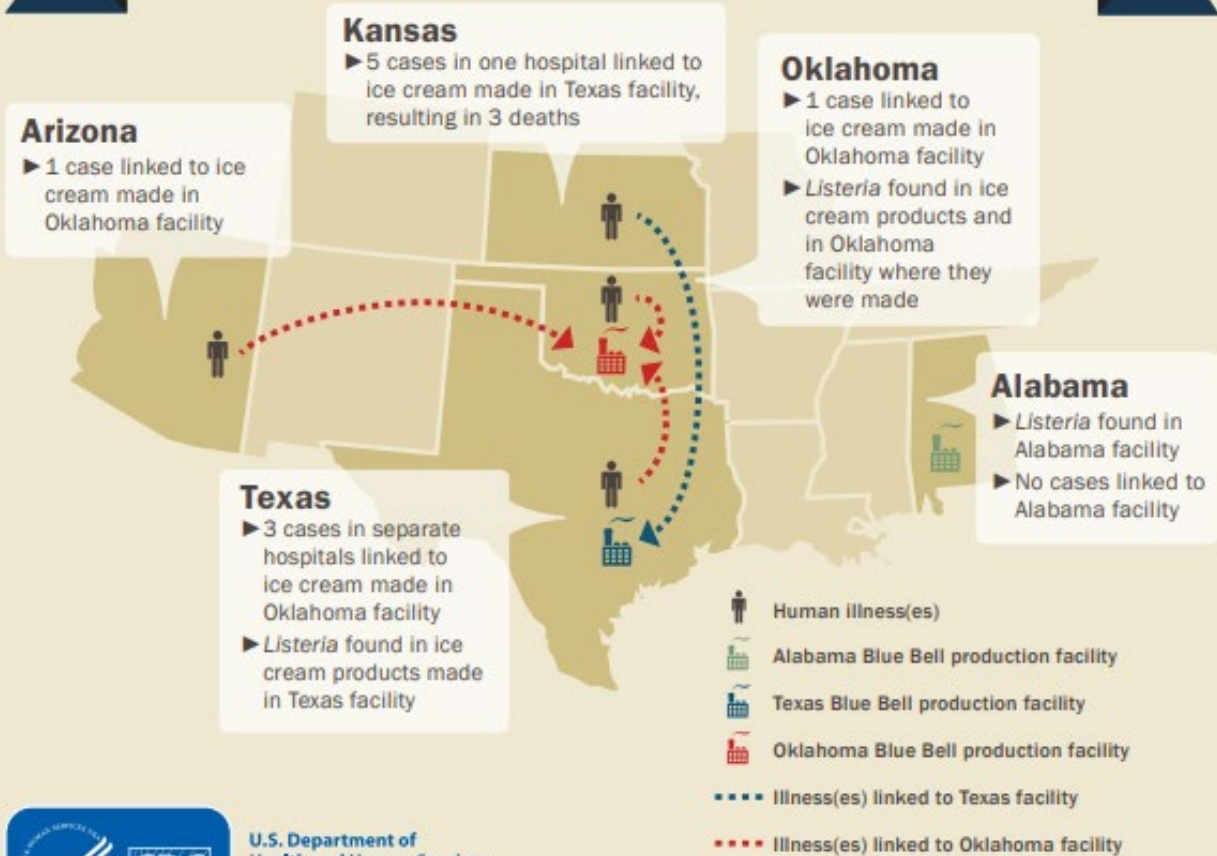 Kansas
▶ 5 cases in one hospital linked to
ice cream made in Texas facility,
resulting in 3 deaths
Oklahoma
▶ 1 case linked to
ice cream made in
Oklahoma facility
▶ Listeria found in ice
cream products and
in Oklahoma
facility where they
were made
Arizona
▶ 1 case linked to ice
cream made in
Oklahoma facility
Alabama
▶ Listeria found in
Alabama facility
▶ No cases linked to
Alabama facility
Texas
▶ 3 cases in separate
hospitals linked to
ice cream made in
Oklahoma facility
▶ Listeria found in ice
cream products made
in Texas facility
Human illness(es)
Alabama Blue Bell production facility
Texas Blue Bell production facility
Oklahoma Blue Bell production facility
Illness(es) linked to Texas facility
Illness(es) linked to Oklahoma facility
U.S. Department of